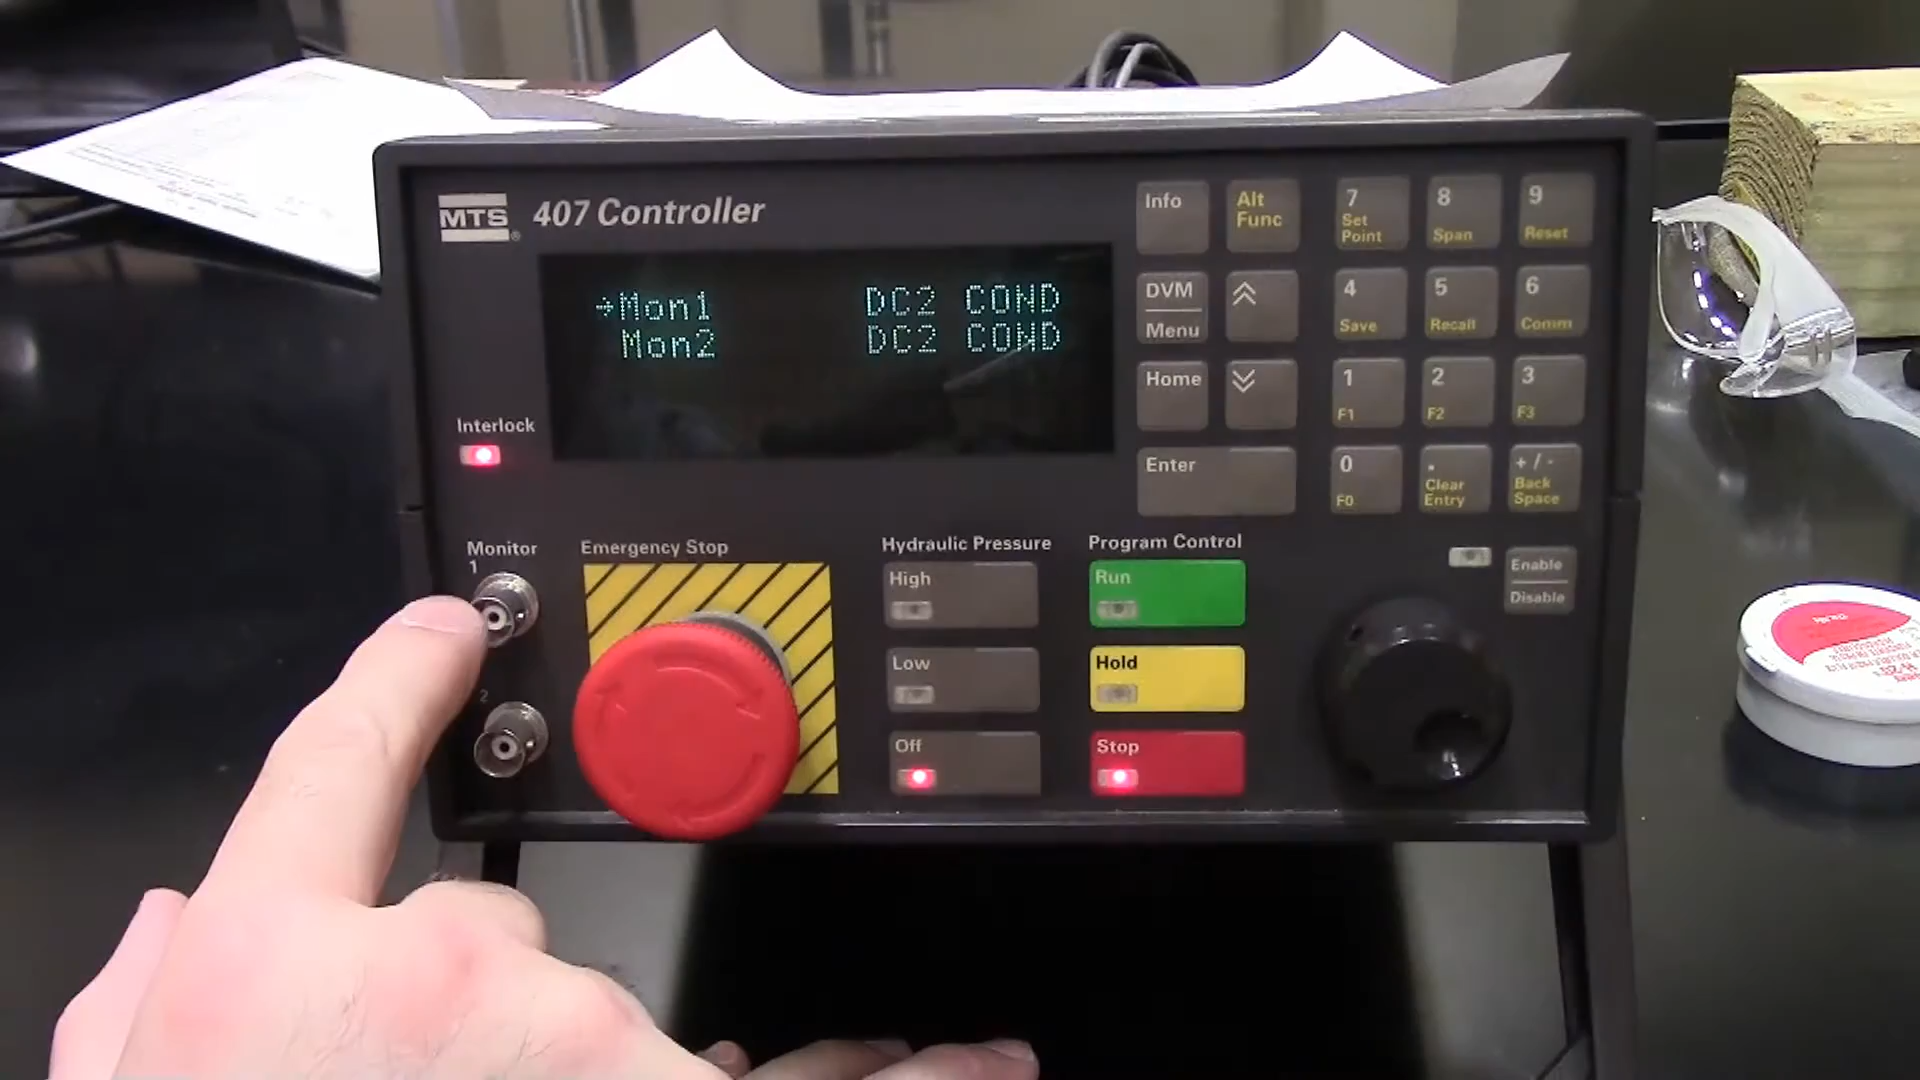 MTS®
407 Controller
→Mon1 DC2 COND
Mon2 DC2 COND
Interlock
Info
Alt
Func
7
Set
Point
8
Span
9
Reset
DVM
Menu
4
Save
5
Recall
6
Comm
Home
1
F1
2
F2
3
F3
Enter
0
F0
.
Clear
Entry
+ / -
Back
Space
Monitor
1
2
Emergency Stop
Hydraulic Pressure
High
Low
Off
Program Control
Run
Hold
Stop
Enable
Disable